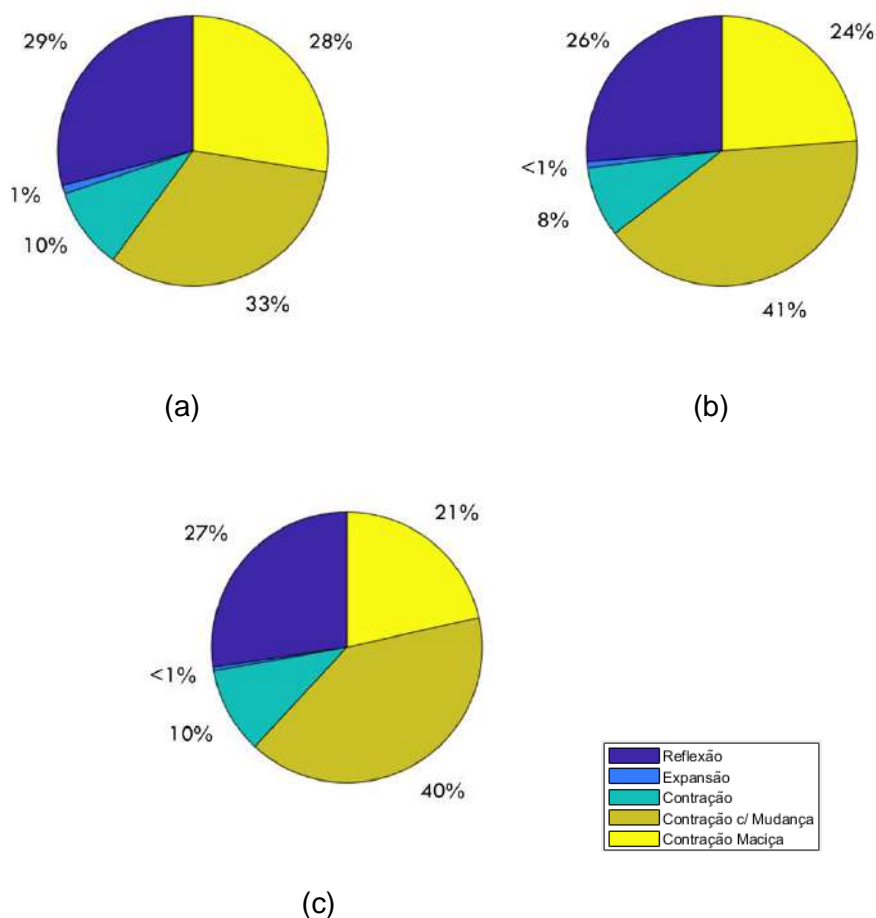 29%
28%
1%
10%
33%
(a)
26%
24%
<1%
8%
41%
(b)
27%
21%
<1%
10%
40%
(c)
Reflexão
Expansão
Contração
Contração c/ Mudança
Contração Maciça